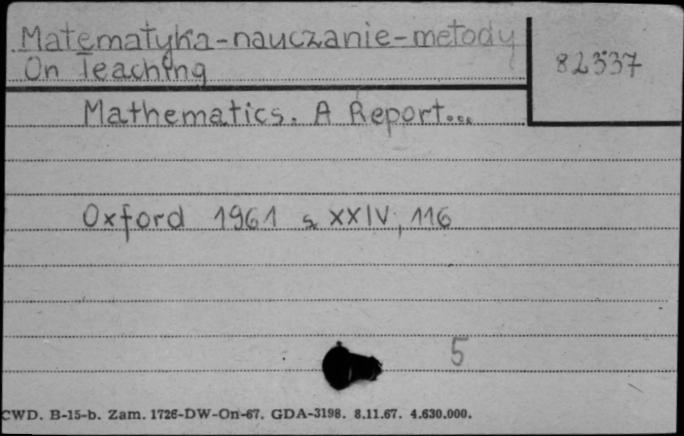 Matematyka-nauczanie-metody
82337
On Teaching
Mathematics. A Report...
Oxford 1961 s. XXIV, 116
5
CWD. B-15-b. Zam. 1726-DW-On-67. GDA-3198. 8.11.67. 4.630.000.